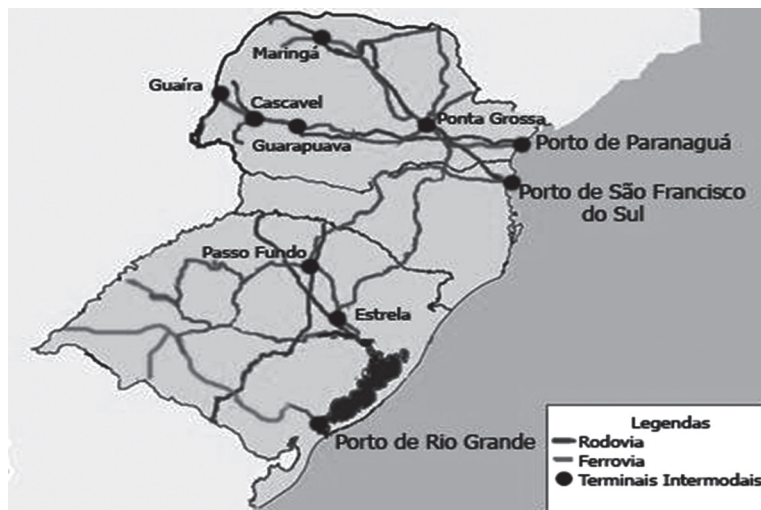 Maringá
Guaíra
Cascavel
Ponta Grossa
Guarapuava
Porto de Paranaguá
Porto de São Francisco
do Sul
Passo Fundo
Estrela
Porto de Rio Grande
Legendas
Rodovia
Ferrovia
Terminais Intermodais